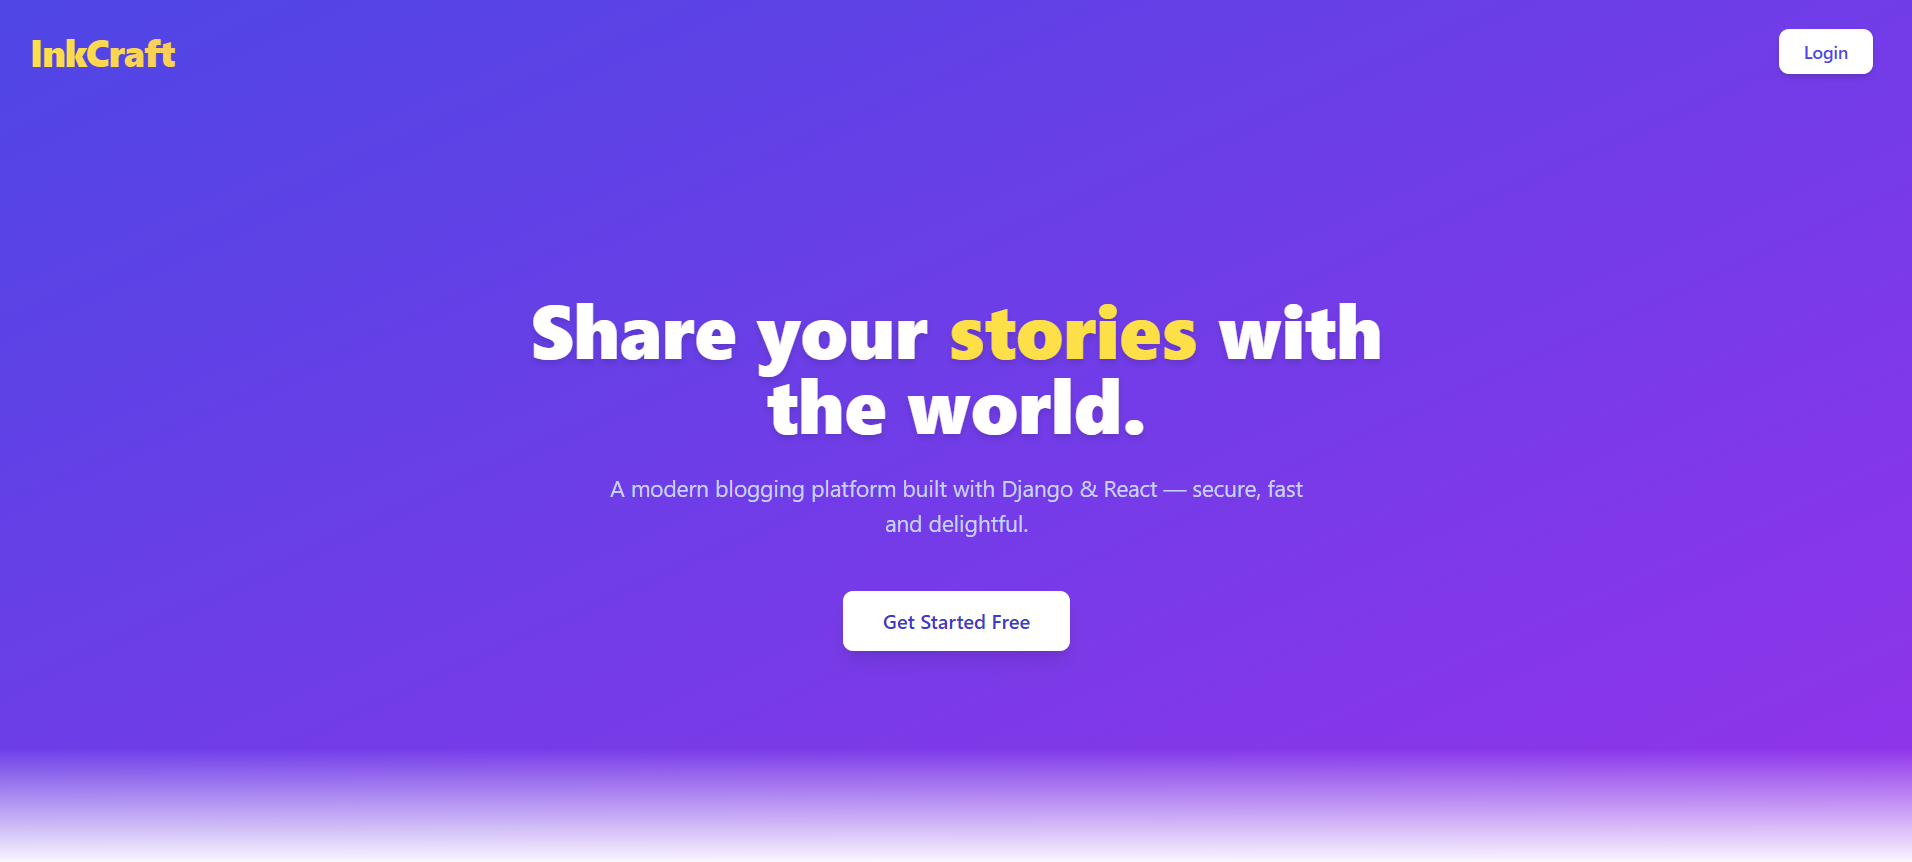 InkCraft
Login
Share your stories with
the world.
A modern blogging platform built with Django & React — secure, fast
and delightful.
Get Started Free